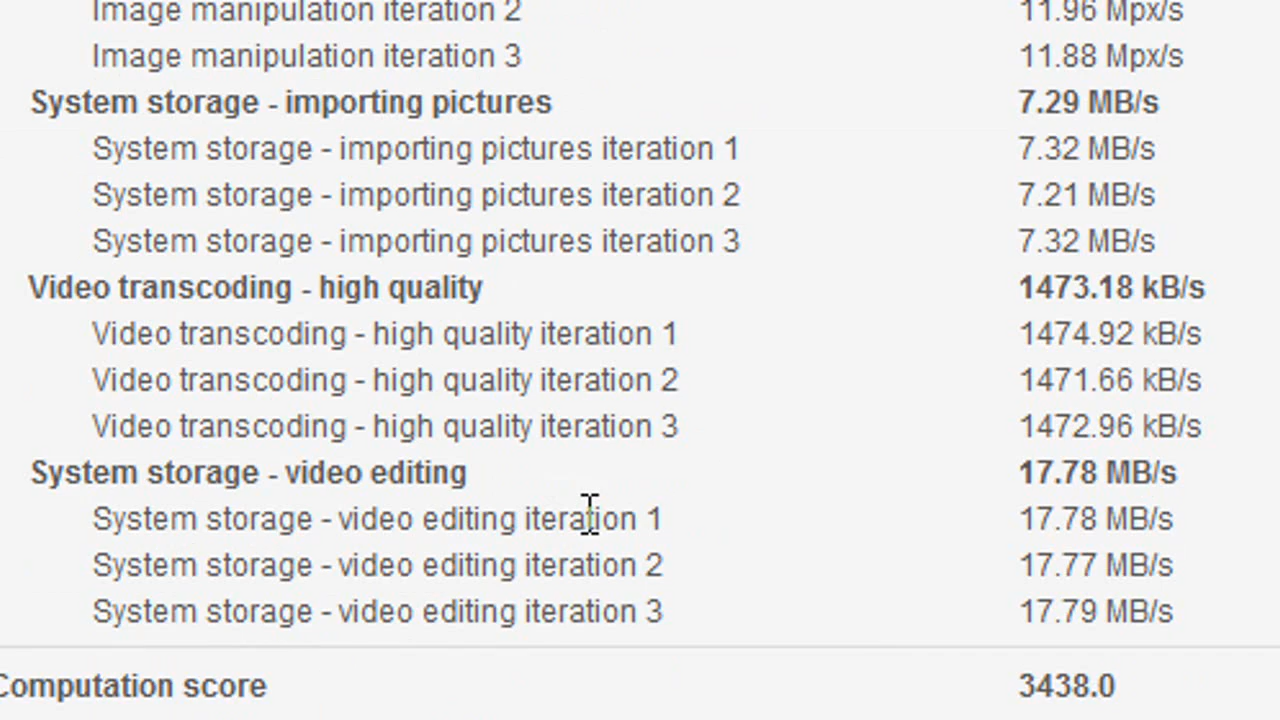 Image manipulation iteration 2 11.96 Mpx/s
Image manipulation iteration 3 11.88 Mpx/s
System storage - importing pictures 7.29 MB/s
System storage - importing pictures iteration 1 7.32 MB/s
System storage - importing pictures iteration 2 7.21 MB/s
System storage - importing pictures iteration 3 7.32 MB/s
Video transcoding - high quality 1473.18 kB/s
Video transcoding - high quality iteration 1 1474.92 kB/s
Video transcoding - high quality iteration 2 1471.66 kB/s
Video transcoding - high quality iteration 3 1472.96 kB/s
System storage - video editing 17.78 MB/s
System storage - video editing iteration 1 17.78 MB/s
System storage - video editing iteration 2 17.77 MB/s
System storage - video editing iteration 3 17.79 MB/s
Computation score 3438.0